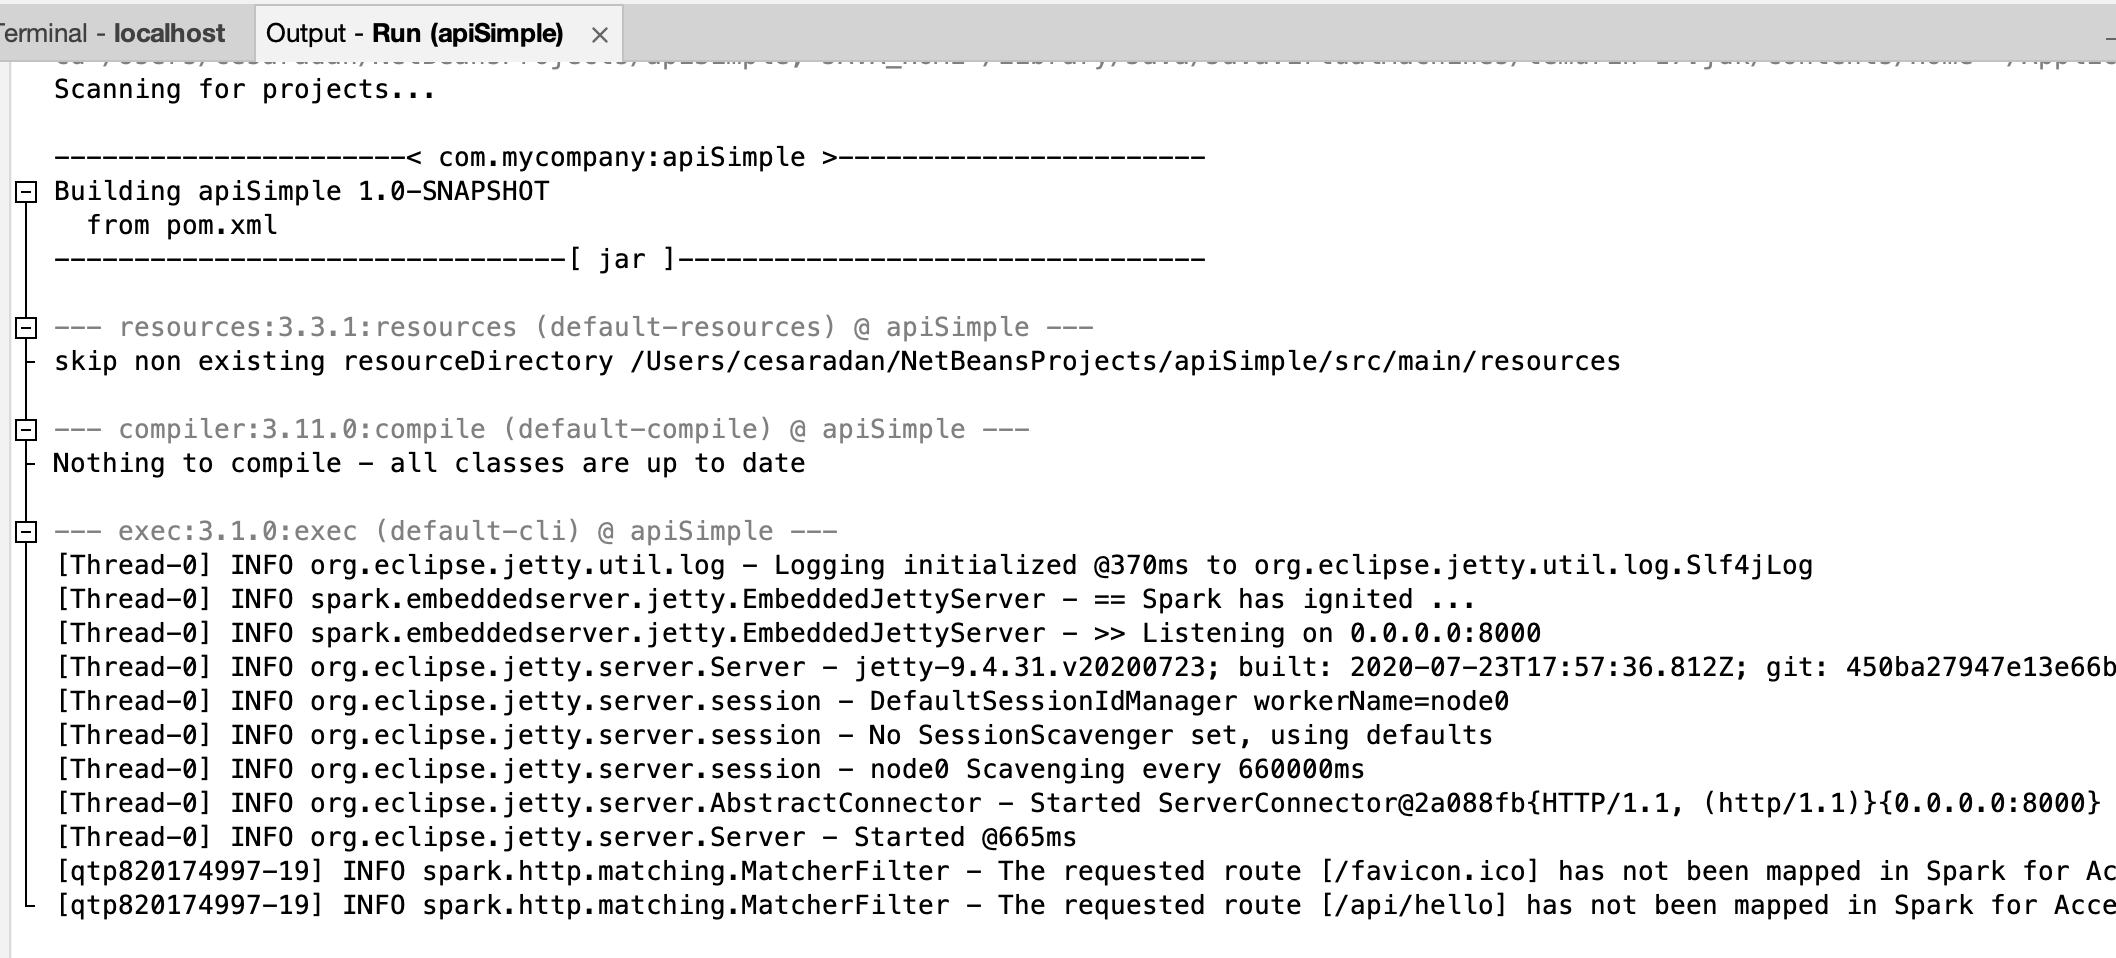 Terminal - localhost
Output - Run (apiSimple)
Scanning for projects...
----------------------< com.mycompany:apiSimple >-----------------------
Building apiSimple 1.0-SNAPSHOT
from pom.xml
--------------------------------[ jar ]---------------------------------
--- resources:3.3.1:resources (default-resources) @ apiSimple ---
skip non existing resourceDirectory /Users/cesaradan/NetBeansProjects/apiSimple/src/main/resources
--- compiler:3.11.0:compile (default-compile) @ apiSimple ---
Nothing to compile - all classes are up to date
--- exec:3.1.0:exec (default-cli) @ apiSimple ---
[Thread-0] INFO org.eclipse.jetty.util.log - Logging initialized @370ms to org.eclipse.jetty.util.log.Slf4jLog
[Thread-0] INFO spark.embeddedserver.jetty.EmbeddedJettyServer - == Spark has ignited ...
[Thread-0] INFO spark.embeddedserver.jetty.EmbeddedJettyServer - >> Listening on 0.0.0.0:8000
[Thread-0] INFO org.eclipse.jetty.server.Server - jetty-9.4.31.v20200723; built: 2020-07-23T17:57:36.812Z; git: 450ba27947e13e66b
[Thread-0] INFO org.eclipse.jetty.server.session - DefaultSessionIdManager workerName=node0
[Thread-0] INFO org.eclipse.jetty.server.session - No SessionScavenger set, using defaults
[Thread-0] INFO org.eclipse.jetty.server.session - node0 Scavenging every 660000ms
[Thread-0] INFO org.eclipse.jetty.server.AbstractConnector - Started ServerConnector@2a088fb{HTTP/1.1, (http/1.1)}{0.0.0.0:8000}
[Thread-0] INFO org.eclipse.jetty.server.Server - Started @665ms
[qtp820174997-19] INFO spark.http.matching.MatcherFilter - The requested route [/favicon.ico] has not been mapped in Spark for Ac
[qtp820174997-19] INFO spark.http.matching.MatcherFilter - The requested route [/api/hello] has not been mapped in Spark for Acce